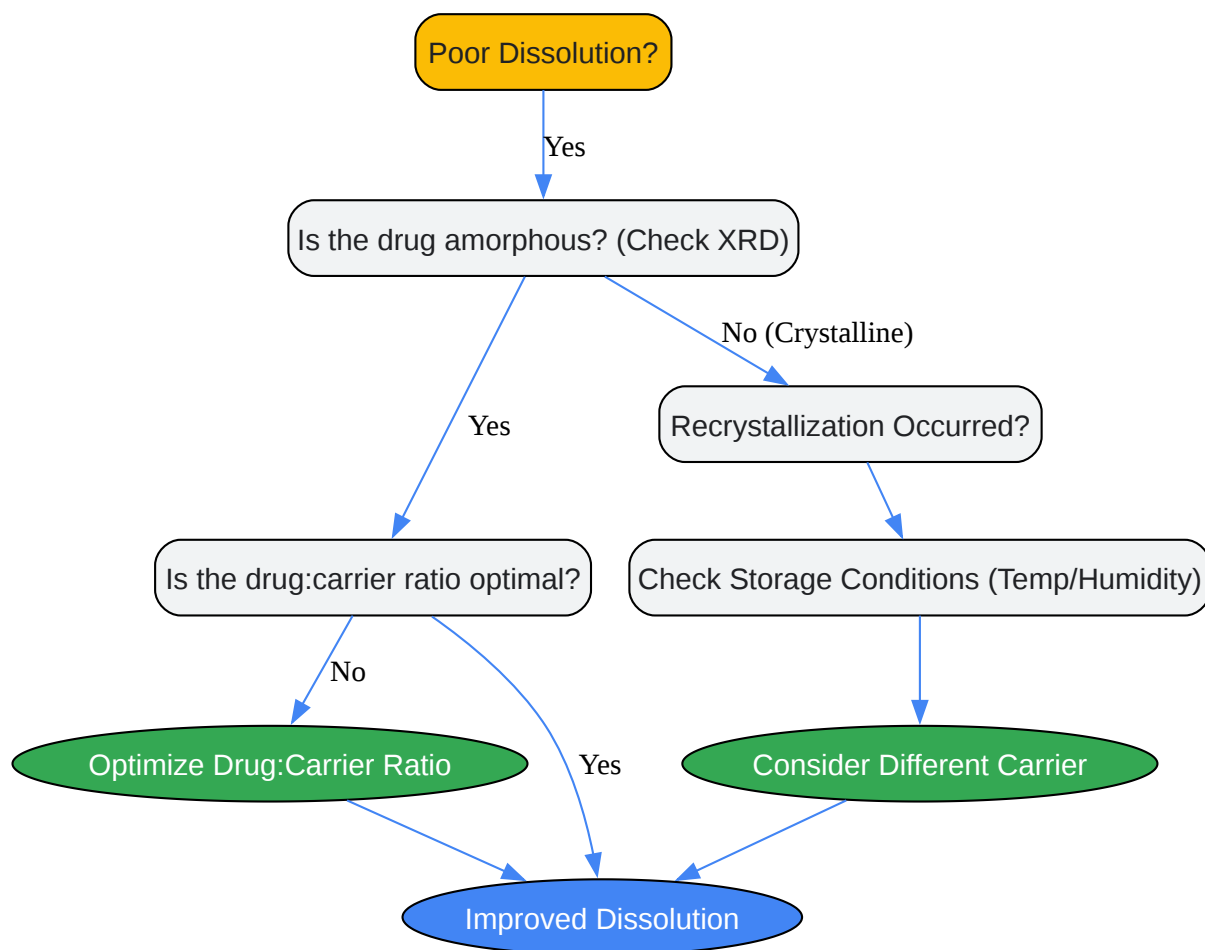 Poor Dissolution?
Yes
Is the drug amorphous? (Check XRD)
No (Crystalline)
Yes
Recrystallization Occurred?
Is the drug:carrier ratio optimal?
Check Storage Conditions (Temp/Humidity)
No
Optimize Drug:Carrier Ratio
Yes
Consider Different Carrier
Improved Dissolution